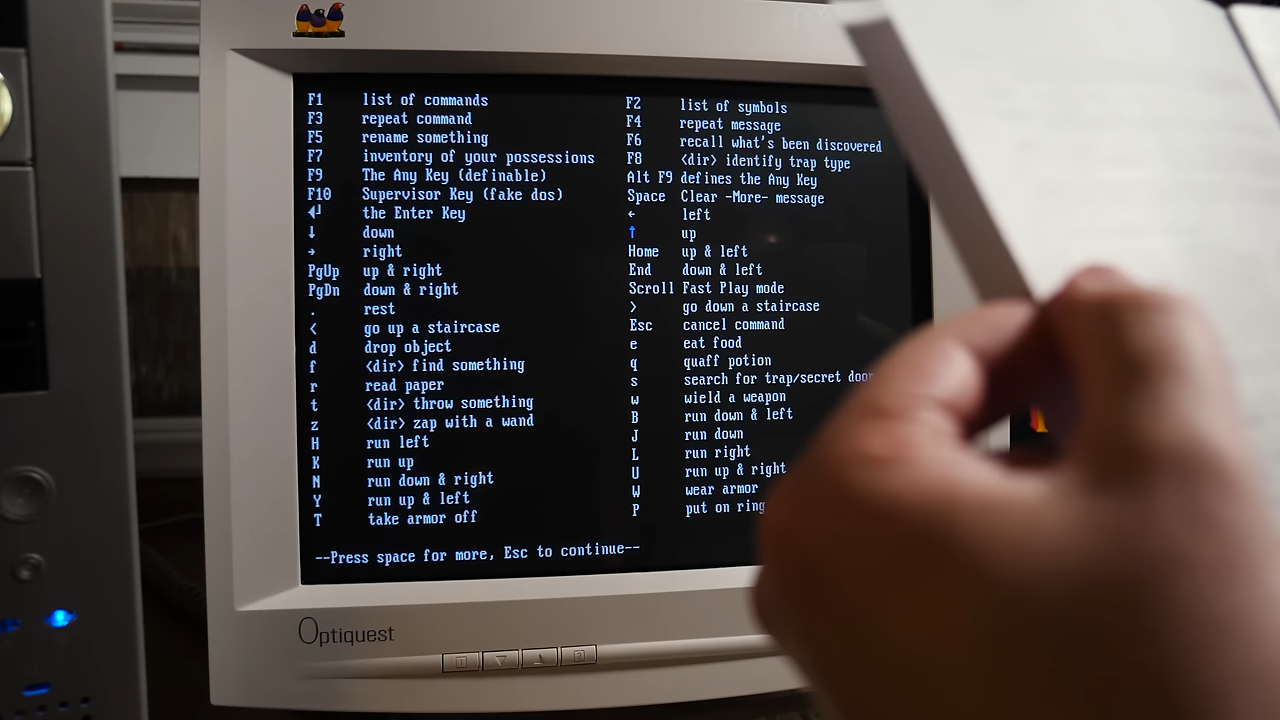 F1 list of commands F2 list of symbols
F3 repeat command F4 repeat message
F5 rename something F6 recall what's been discovered
F7 inventory of your possessions F8 <dir> identify trap type
F9 The Any Key (definable) Alt F9 defines the Any Key
F10 Supervisor Key (fake dos) Space Clear -More- message
↵ the Enter Key ← left
↓ down ↑ up
→ right Home up & left
PgUp up & right End down & left
PgDn down & right Scroll Fast Play mode
. rest > go down a staircase
< go up a staircase Esc cancel command
d drop object e eat food
f <dir> find something q quaff potion
r read paper s search for trap/secret door
t <dir> throw something w wield a weapon
z <dir> zap with a wand B run down & left
H run left J run down
K run up L run right
N run down & right U run up & right
Y run up & left W wear armor
T take armor off P put on ring
--Press space for more, Esc to continue--
Optiquest